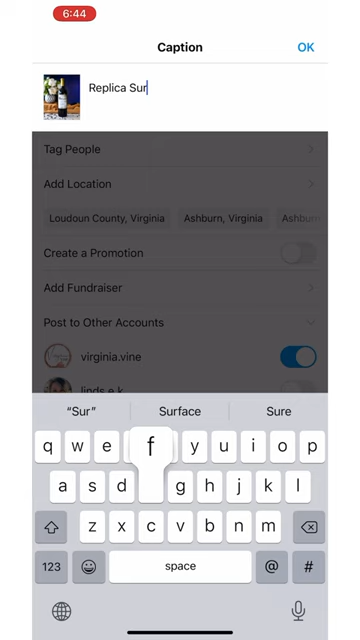 6:44
Caption OK
Replica Sur
Tag People
Add Location
Loudoun County, Virginia Ashburn, Virginia Ashburn
Create a Promotion
Add Fundraiser
Post to Other Accounts
virginia.vine
linds.e.k
“Sur” Surface Sure
q w e f y u i o p
a s d g h j k l
z x c v b n m
123 space @ #